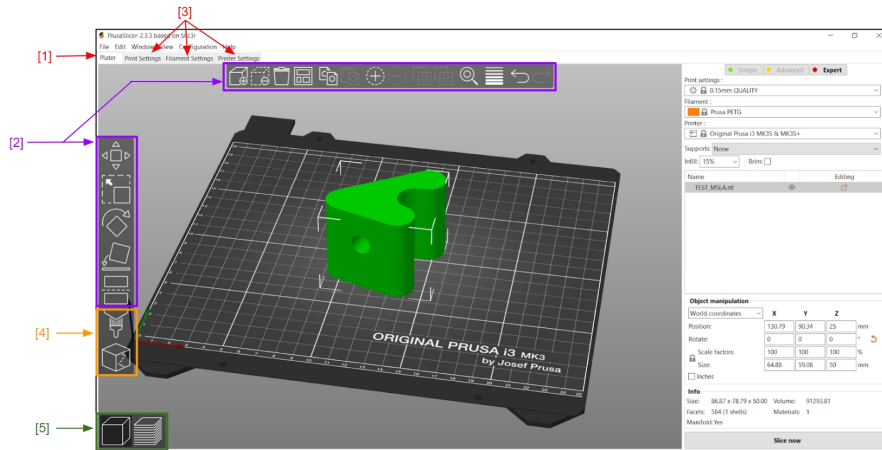 [3]
PrusaSlicer-2.3.3 based on Slic3r
[1]
File Edit Window View Configuration Help
Plater Print Settings Filament Settings Printer Settings
Simple Advanced Expert
Print settings :
0.15mm QUALITY
Filament :
Prusa PETG
Printer :
Original Prusa i3 MK3S & MK3S+
[2]
Supports: None
Infill: 15% Brim:
Name Editing
TEST_MSLA.stl
ORIGINAL PRUSA i3 MK3
by Josef Prusa
[4]
[5]
Object manipulation
World coordinates X Y Z
Position: 130.79 90.34 25 mm
Rotate: 0 0 0 °
Scale factors: 100 100 100 %
Size: 64.88 59.08 50 mm
Inches
Info
Size: 86.87 x 78.79 x 50.00 Volume: 91293.81
Facets: 584 (1 shells) Materials: 1
Manifold: Yes
Slice now